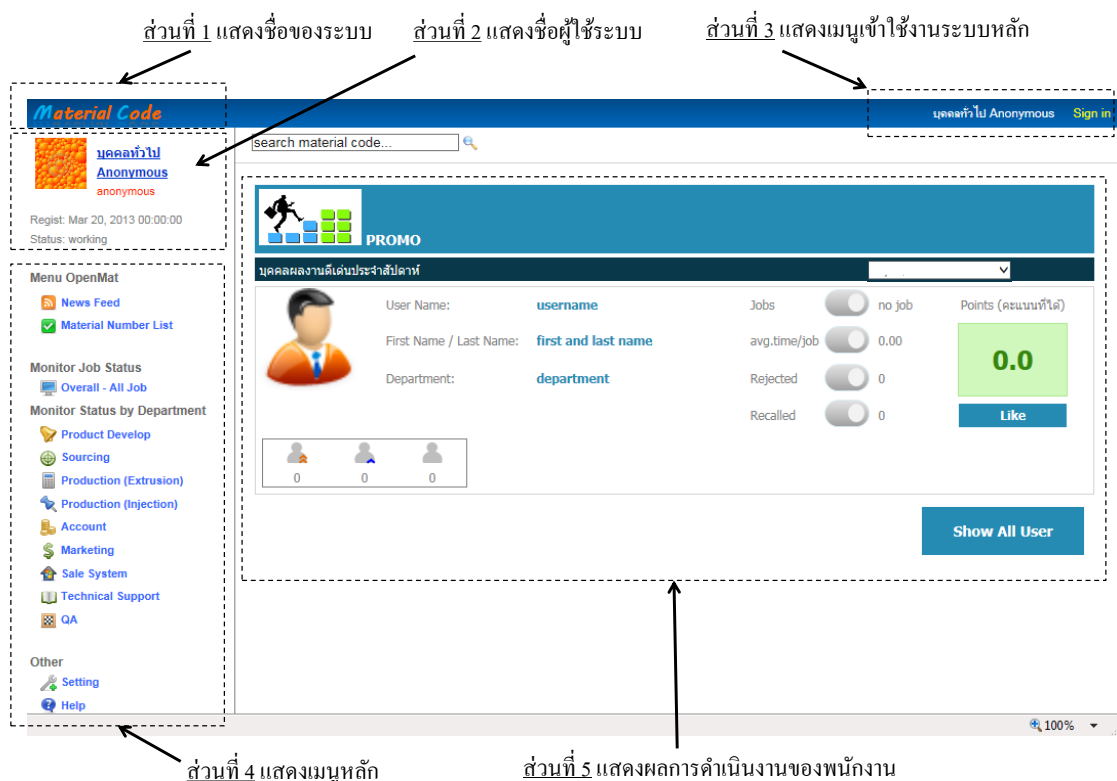 ส่วนที่ 1 แสดงชื่อของระบบ
ส่วนที่ 2 แสดงชื่อผู้ใช้ระบบ
ส่วนที่ 3 แสดงเมนูเข้าใช้งานระบบหลัก
Material Code
บุคคลทั่วไป Anonymous Sign in
บุคคลทั่วไป
Anonymous
anonymous
Regist: Mar 20, 2013 00:00:00
Status: working
search material code...
PROMO
บุคคลผลงานดีเด่นประจำสัปดาห์
User Name: username
First Name / Last Name: first and last name
Department: department
Jobs no job
avg.time/job 0.00
Rejected 0
Recalled 0
Points (คะแนนที่ได้)
0.0
Like
0 0 0
Show All User
Menu OpenMat
News Feed
Material Number List
Monitor Job Status
Overall - All Job
Monitor Status by Department
Product Develop
Sourcing
Production (Extrusion)
Production (Injection)
Account
Marketing
Sale System
Technical Support
QA
Other
Setting
Help
100%
ส่วนที่ 4 แสดงเมนูหลัก
ส่วนที่ 5 แสดงผลการดำเนินงานของพนักงาน